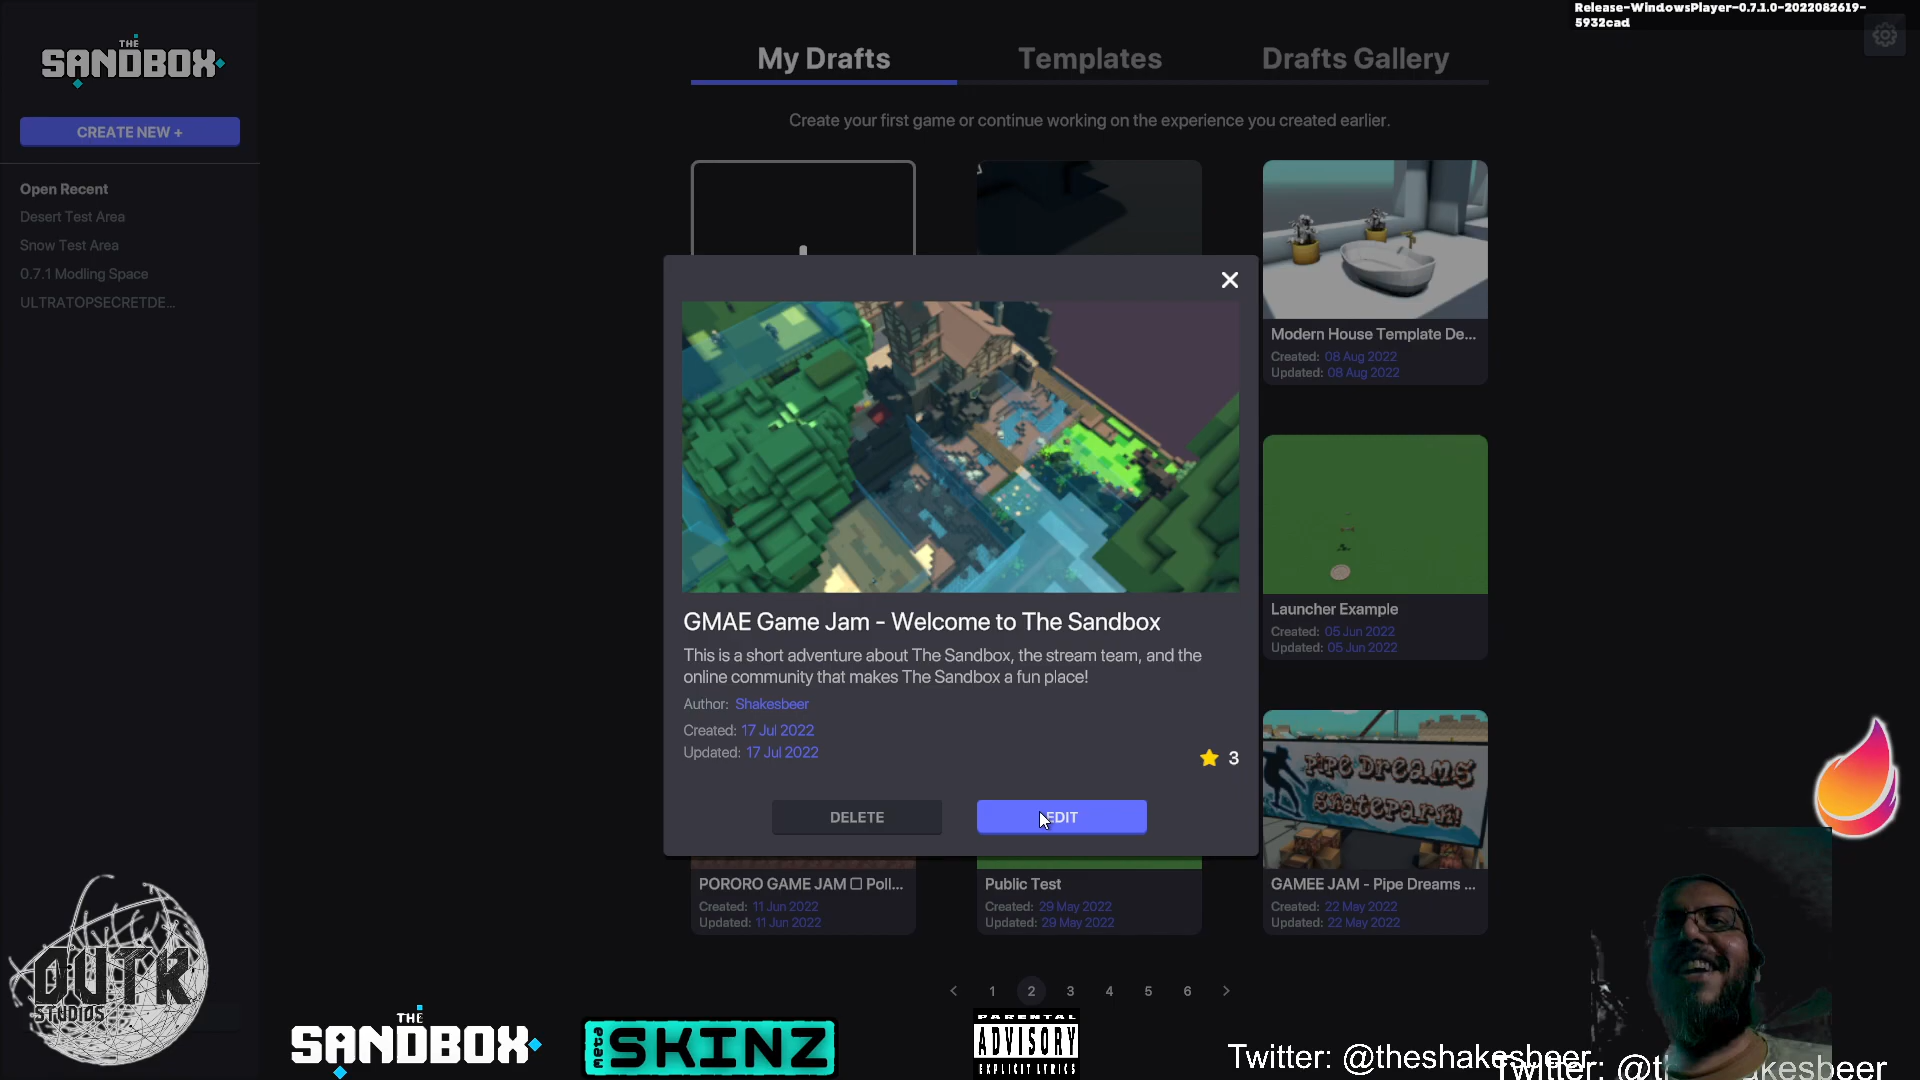 Release-WindowsPlayer-0.7.1.0-2022082619-
5932cad
THE
SANDBOX
CREATE NEW +
Open Recent
Desert Test Area
Snow Test Area
0.7.1 Modling Space
ULTRATOPSECRETDE...
My Drafts
Templates
Drafts Gallery
Create your first game or continue working on the experience you created earlier.
Modern House Template De...
Created: 08 Aug 2022
Updated: 08 Aug 2022
GMAE Game Jam - Welcome to The Sandbox
This is a short adventure about The Sandbox, the stream team, and the
online community that makes The Sandbox a fun place!
Author: Shakesbeer
Created: 17 Jul 2022
Updated: 17 Jul 2022
3
DELETE
EDIT
Launcher Example
Created: 05 Jun 2022
Updated: 05 Jun 2022
PIPE DREAMS
SKATEPARK!
PORORO GAME JAM □ Poll...
Created: 11 Jun 2022
Updated: 11 Jun 2022
Public Test
Created: 29 May 2022
Updated: 29 May 2022
GAMEE JAM - Pipe Dreams ...
Created: 22 May 2022
Updated: 22 May 2022
< 1 2 3 4 5 6 >
OUTK
STUDIOS
THE
SANDBOX
meta
SKINZ
PARENTAL
ADVISORY
EXPLICIT LYRICS
Twitter: @theshakesbeer
Twitter: @t akesbeer